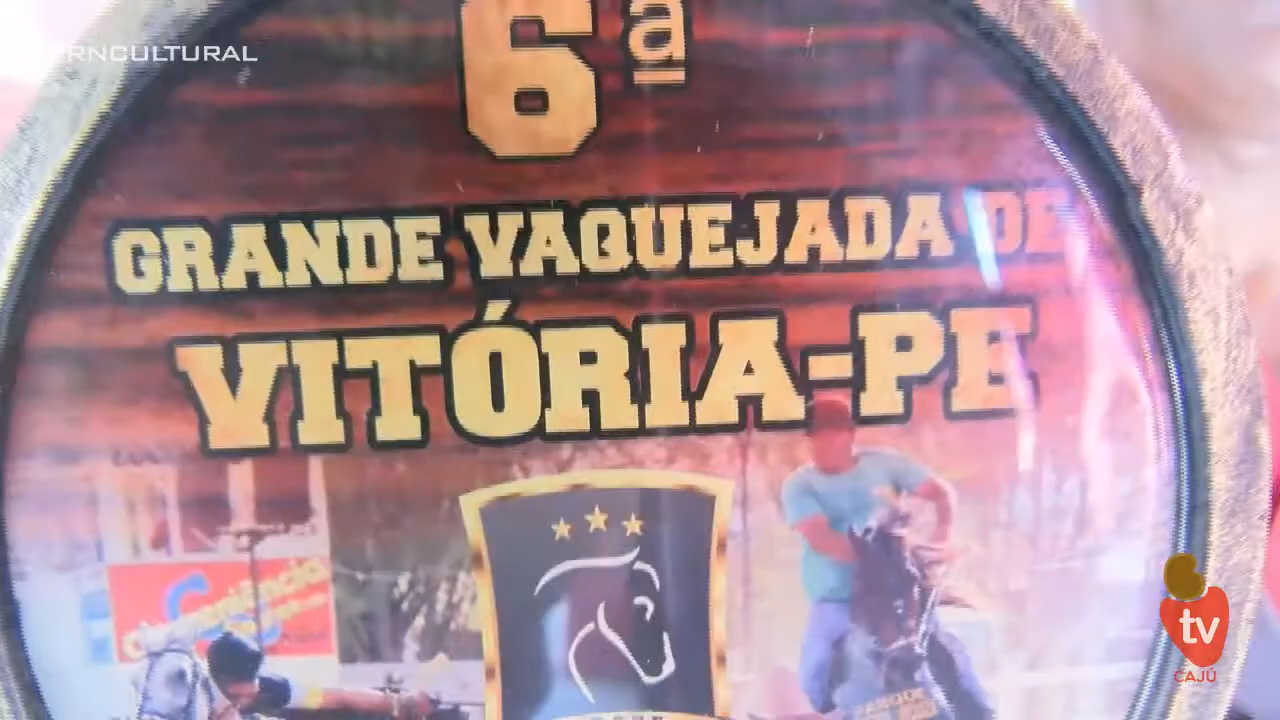 RNCULTURAL
6ª
GRANDE VAQUEJADA DE
VITÓRIA-PE
tv
CAJÚ